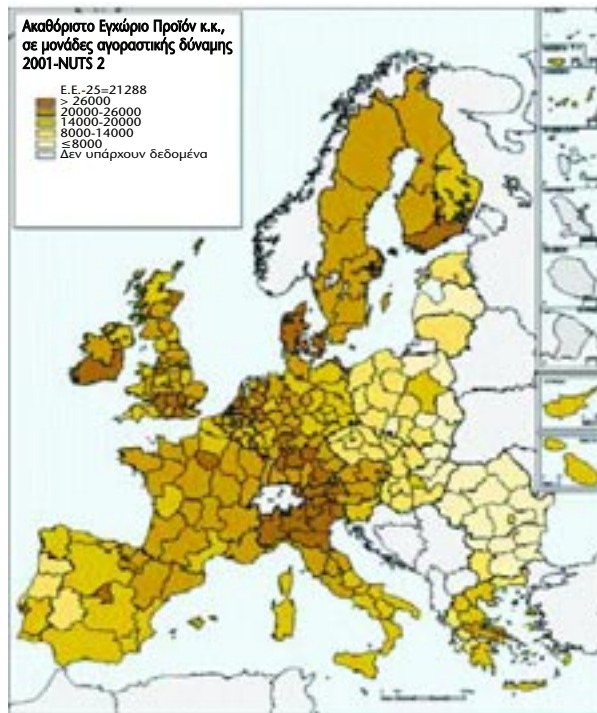 Ακαθόριστο Εγχώριο Προϊόν κ.κ.,
σε μονάδες αγοραστικής δύναμης
2001-NUTS 2
Ε.Ε.-25=21288
> 26000
20000-26000
14000-20000
8000-14000
≤8000
Δεν υπάρχουν δεδομένα